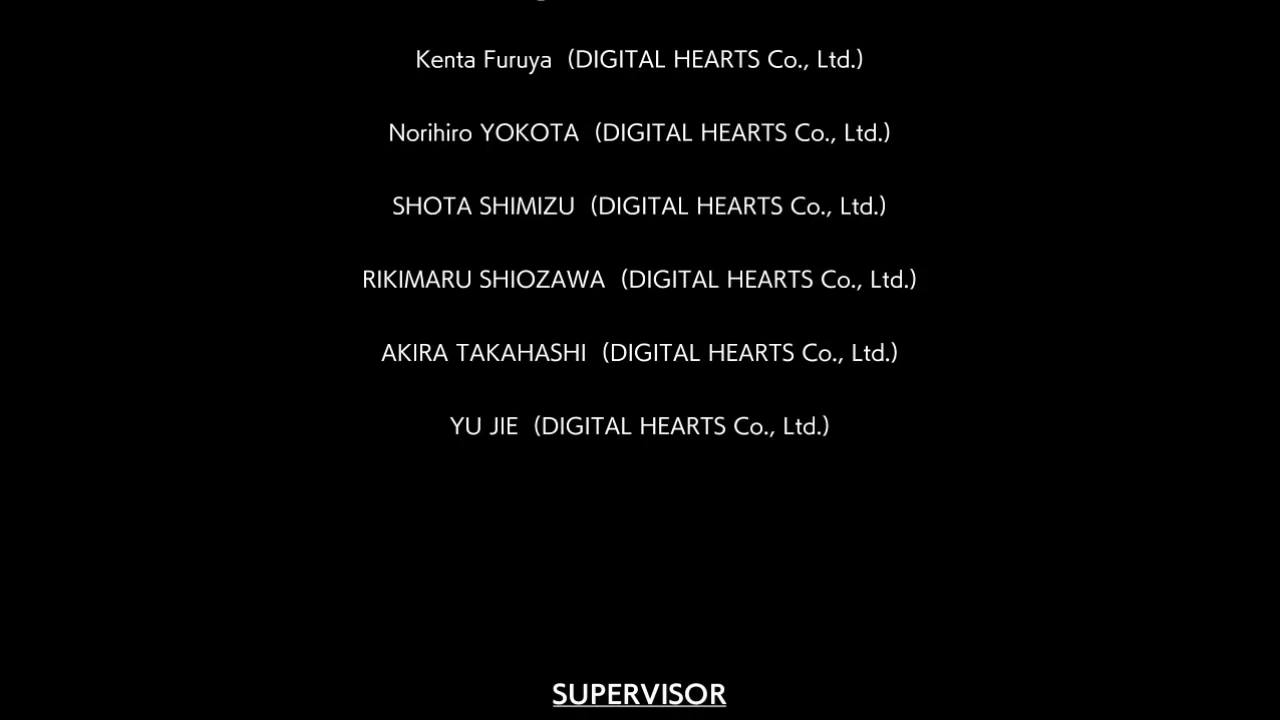 Kenta Furuya (DIGITAL HEARTS Co., Ltd.)
Norihiro YOKOTA (DIGITAL HEARTS Co., Ltd.)
SHOTA SHIMIZU (DIGITAL HEARTS Co., Ltd.)
RIKIMARU SHIOZAWA (DIGITAL HEARTS Co., Ltd.)
AKIRA TAKAHASHI (DIGITAL HEARTS Co., Ltd.)
YU JIE (DIGITAL HEARTS Co., Ltd.)
SUPERVISOR